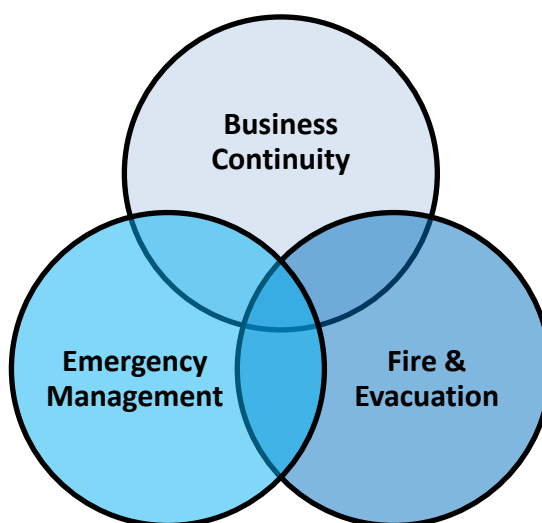 Business
Continuity
Emergency
Management
Fire &
Evacuation